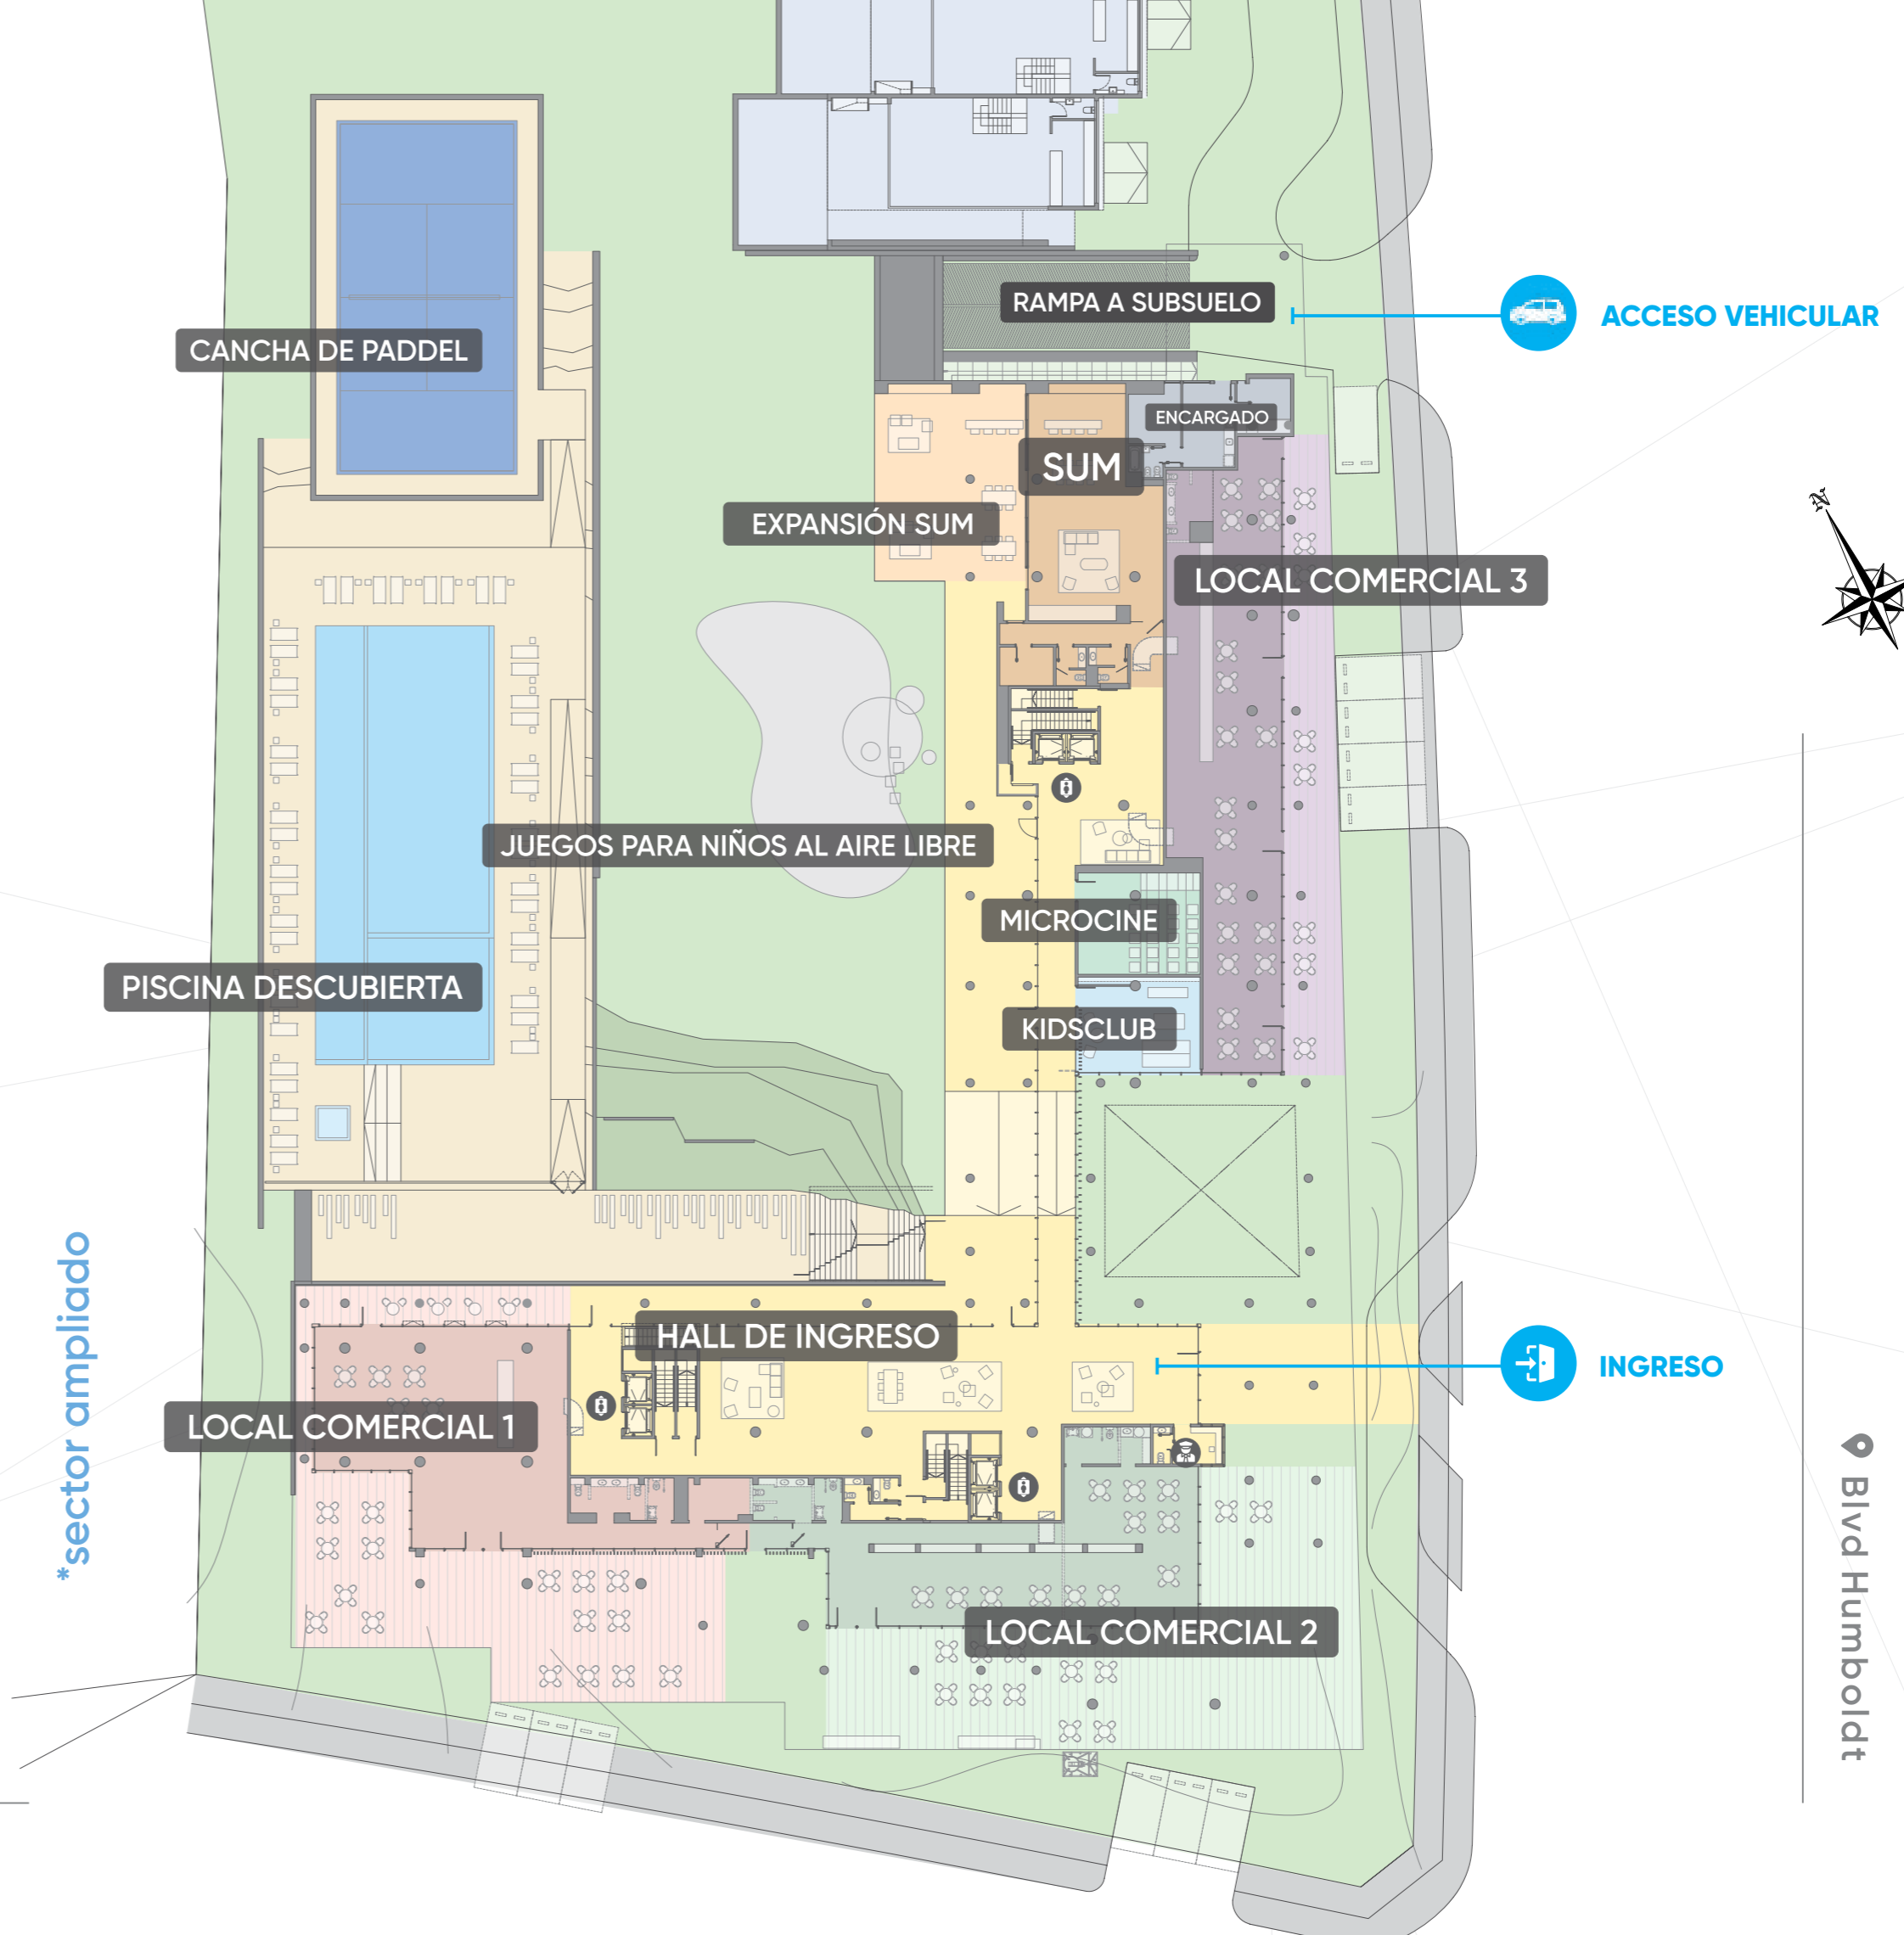 RAMPA A SUBSUELO
ACCESO VEHICULAR
CANCHA DE PADDEL
ENCARGADO
SUM
EXPANSIÓN SUM
N
LOCAL COMERCIAL 3
JUEGOS PARA NIÑOS AL AIRE LIBRE
MICROCINE
PISCINA DESCUBIERTA
KIDSCLUB
*sector ampliado
HALL DE INGRESO
INGRESO
LOCAL COMERCIAL 1
Blvd Humboldt
LOCAL COMERCIAL 2